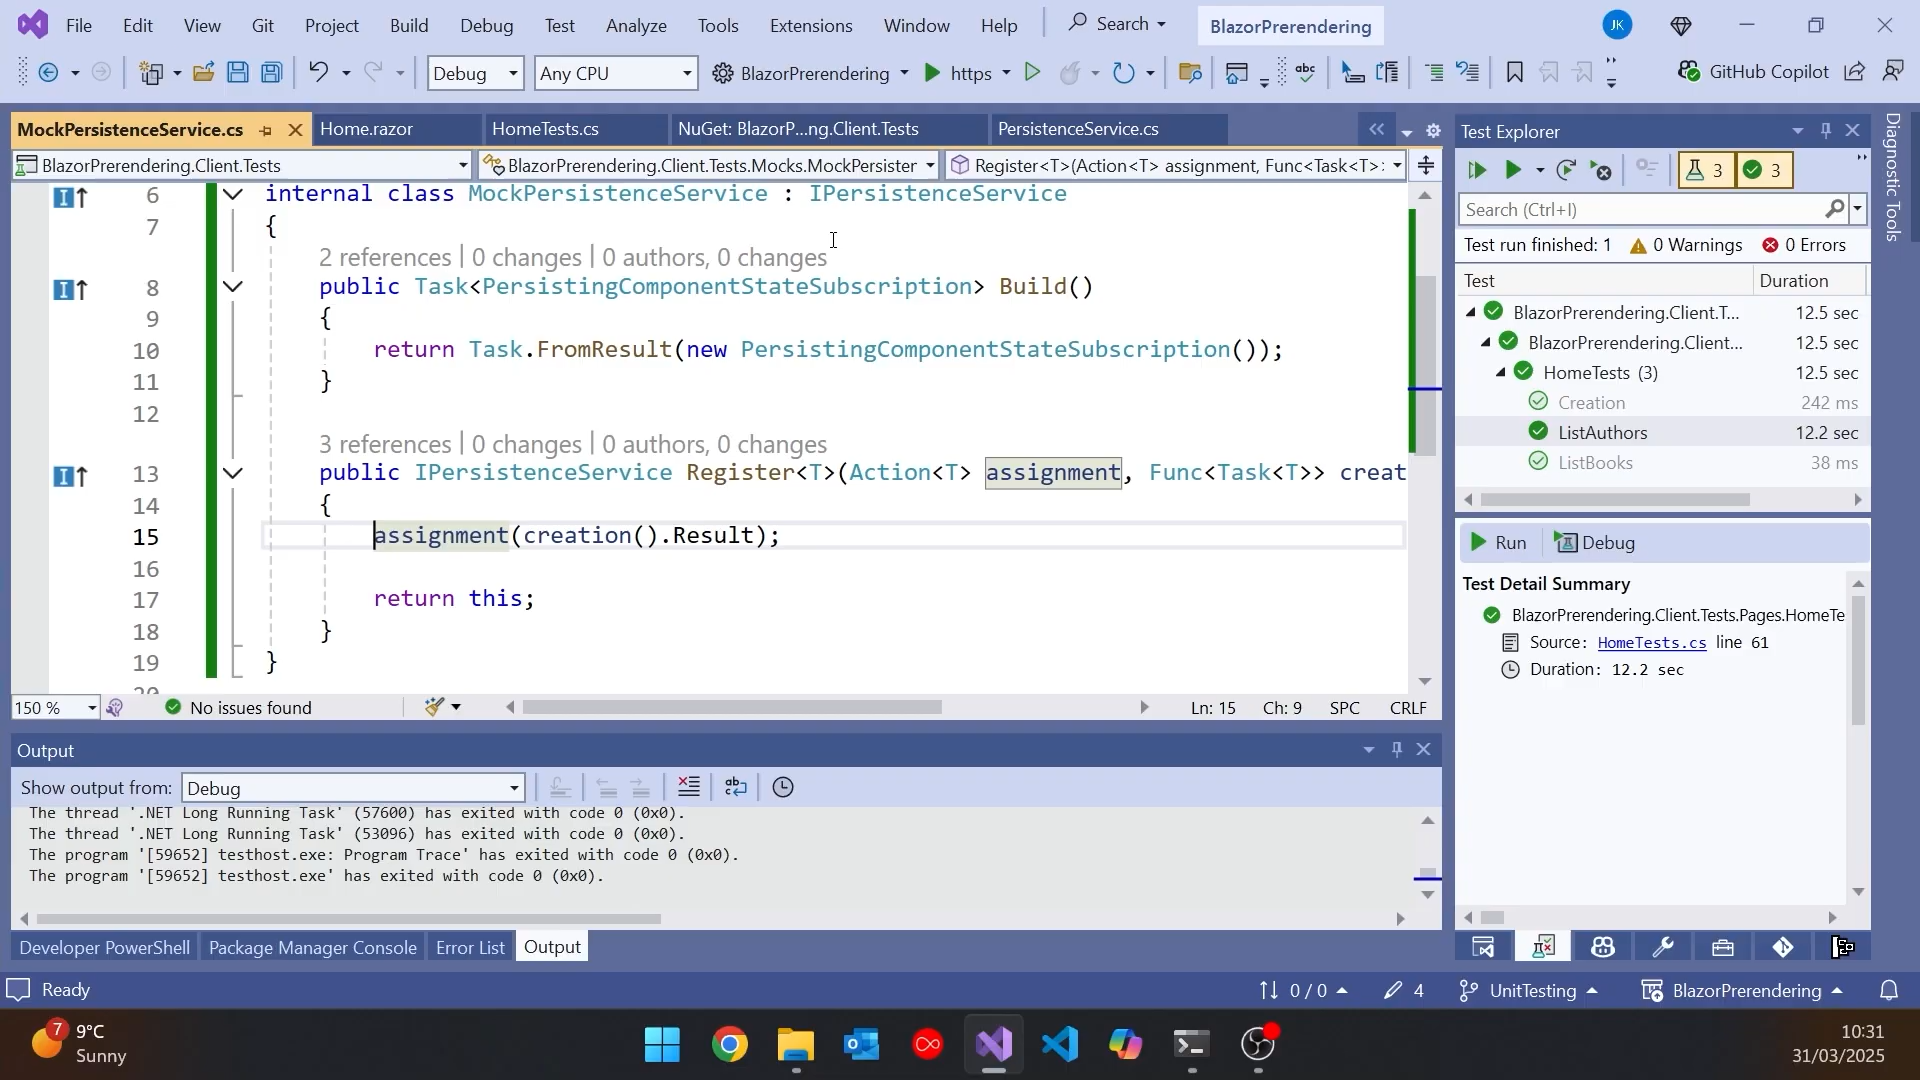 File Edit View Git Project Build Debug Test Analyze Tools Extensions Window Help Search BlazorPrerendering JK
Debug Any CPU BlazorPrerendering https abc GitHub Copilot
MockPersistenceService.cs Home.razor HomeTests.cs NuGet: BlazorP...ng.Client.Tests PersistenceService.cs
BlazorPrerendering.Client.Tests BlazorPrerendering.Client.Tests.Mocks.MockPersister Register<T>(Action<T> assignment, Func<Task<T>>
6 internal class MockPersistenceService : IPersistenceService
7 {
2 references | 0 changes | 0 authors, 0 changes
8 public Task<PersistingComponentStateSubscription> Build()
9 {
10 return Task.FromResult(new PersistingComponentStateSubscription());
11 }
12
3 references | 0 changes | 0 authors, 0 changes
13 public IPersistenceService Register<T>(Action<T> assignment, Func<Task<T>> creat
14 {
15 assignment(creation().Result);
16
17 return this;
18 }
19 }
20
150 % No issues found Ln: 15 Ch: 9 SPC CRLF
Output
Show output from: Debug
The thread '.NET Long Running Task' (57600) has exited with code 0 (0x0).
The thread '.NET Long Running Task' (53096) has exited with code 0 (0x0).
The program '[59652] testhost.exe: Program Trace' has exited with code 0 (0x0).
The program '[59652] testhost.exe' has exited with code 0 (0x0).
Developer PowerShell Package Manager Console Error List Output
Test Explorer
3 3
Search (Ctrl+I)
Test run finished: 1 0 Warnings 0 Errors
Test Duration
BlazorPrerendering.Client.T... 12.5 sec
BlazorPrerendering.Client... 12.5 sec
HomeTests (3) 12.5 sec
Creation 242 ms
ListAuthors 12.2 sec
ListBooks 38 ms
Run Debug
Test Detail Summary
BlazorPrerendering.Client.Tests.Pages.HomeTe
Source: HomeTests.cs line 61
Duration: 12.2 sec
Diagnostic Tools
Ready 0 / 0 4 UnitTesting BlazorPrerendering
7 9°C
Sunny
10:31
31/03/2025